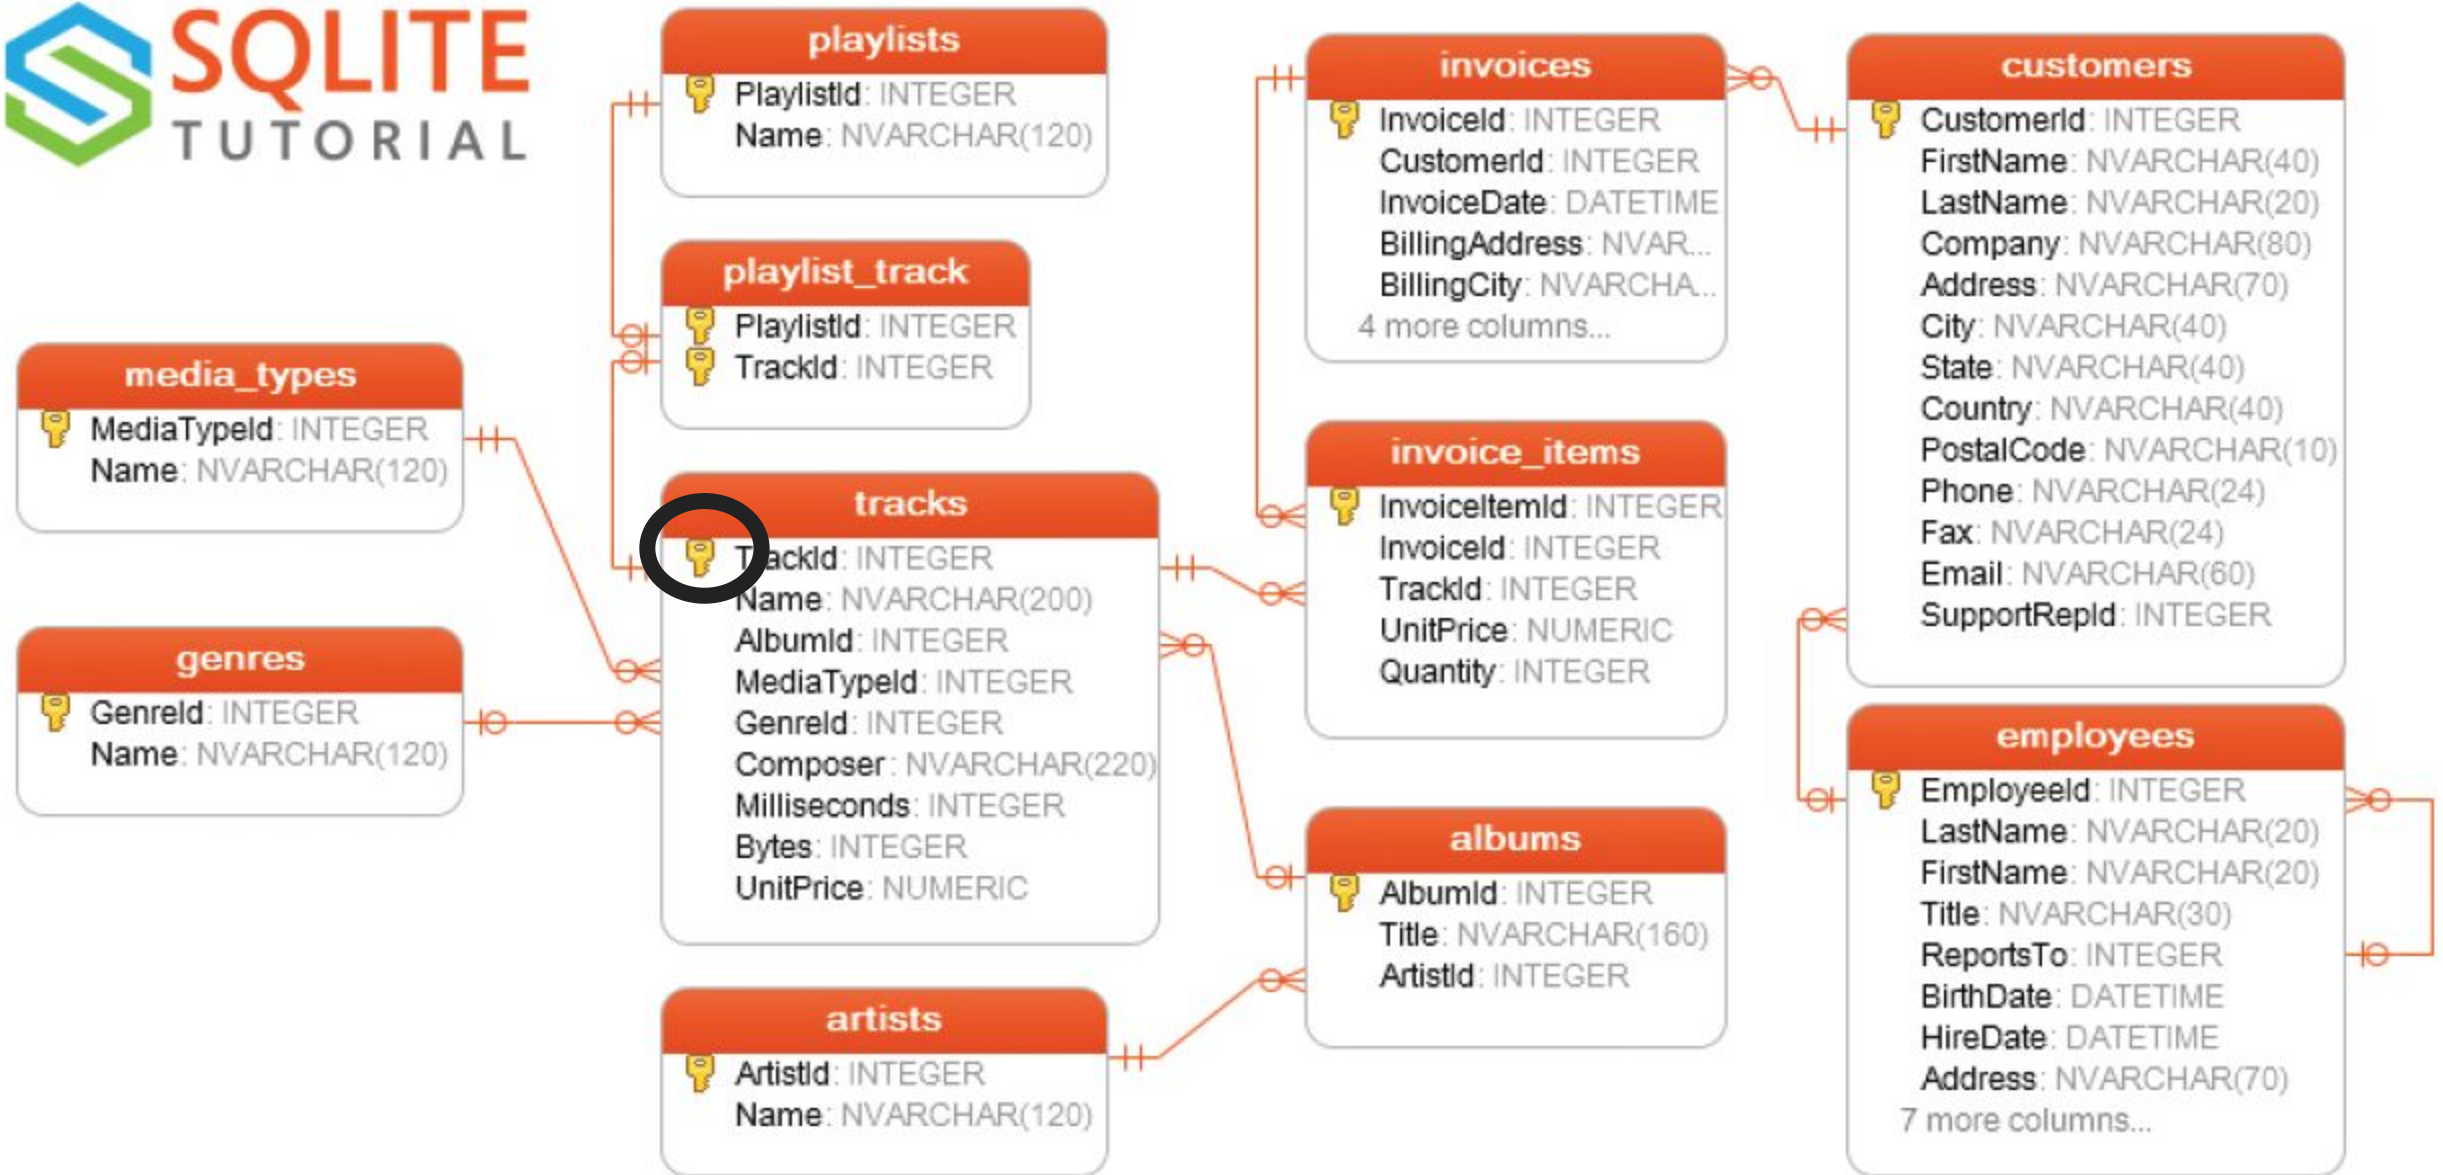 SQLITE
TUTORIAL
playlists
PlaylistId: INTEGER
Name: NVARCHAR(120)
playlist_track
PlaylistId: INTEGER
TrackId: INTEGER
media_types
MediaTypeId: INTEGER
Name: NVARCHAR(120)
genres
GenreId: INTEGER
Name: NVARCHAR(120)
tracks
TrackId: INTEGER
Name: NVARCHAR(200)
AlbumId: INTEGER
MediaTypeId: INTEGER
GenreId: INTEGER
Composer: NVARCHAR(220)
Milliseconds: INTEGER
Bytes: INTEGER
UnitPrice: NUMERIC
artists
ArtistId: INTEGER
Name: NVARCHAR(120)
invoices
InvoiceId: INTEGER
CustomerId: INTEGER
InvoiceDate: DATETIME
BillingAddress: NVAR...
BillingCity: NVARCHA...
4 more columns...
invoice_items
InvoiceItemId: INTEGER
InvoiceId: INTEGER
TrackId: INTEGER
UnitPrice: NUMERIC
Quantity: INTEGER
albums
AlbumId: INTEGER
Title: NVARCHAR(160)
ArtistId: INTEGER
customers
CustomerId: INTEGER
FirstName: NVARCHAR(40)
LastName: NVARCHAR(20)
Company: NVARCHAR(80)
Address: NVARCHAR(70)
City: NVARCHAR(40)
State: NVARCHAR(40)
Country: NVARCHAR(40)
PostalCode: NVARCHAR(10)
Phone: NVARCHAR(24)
Fax: NVARCHAR(24)
Email: NVARCHAR(60)
SupportRepId: INTEGER
employees
EmployeeId: INTEGER
LastName: NVARCHAR(20)
FirstName: NVARCHAR(20)
Title: NVARCHAR(30)
ReportsTo: INTEGER
BirthDate: DATETIME
HireDate: DATETIME
Address: NVARCHAR(70)
7 more columns...